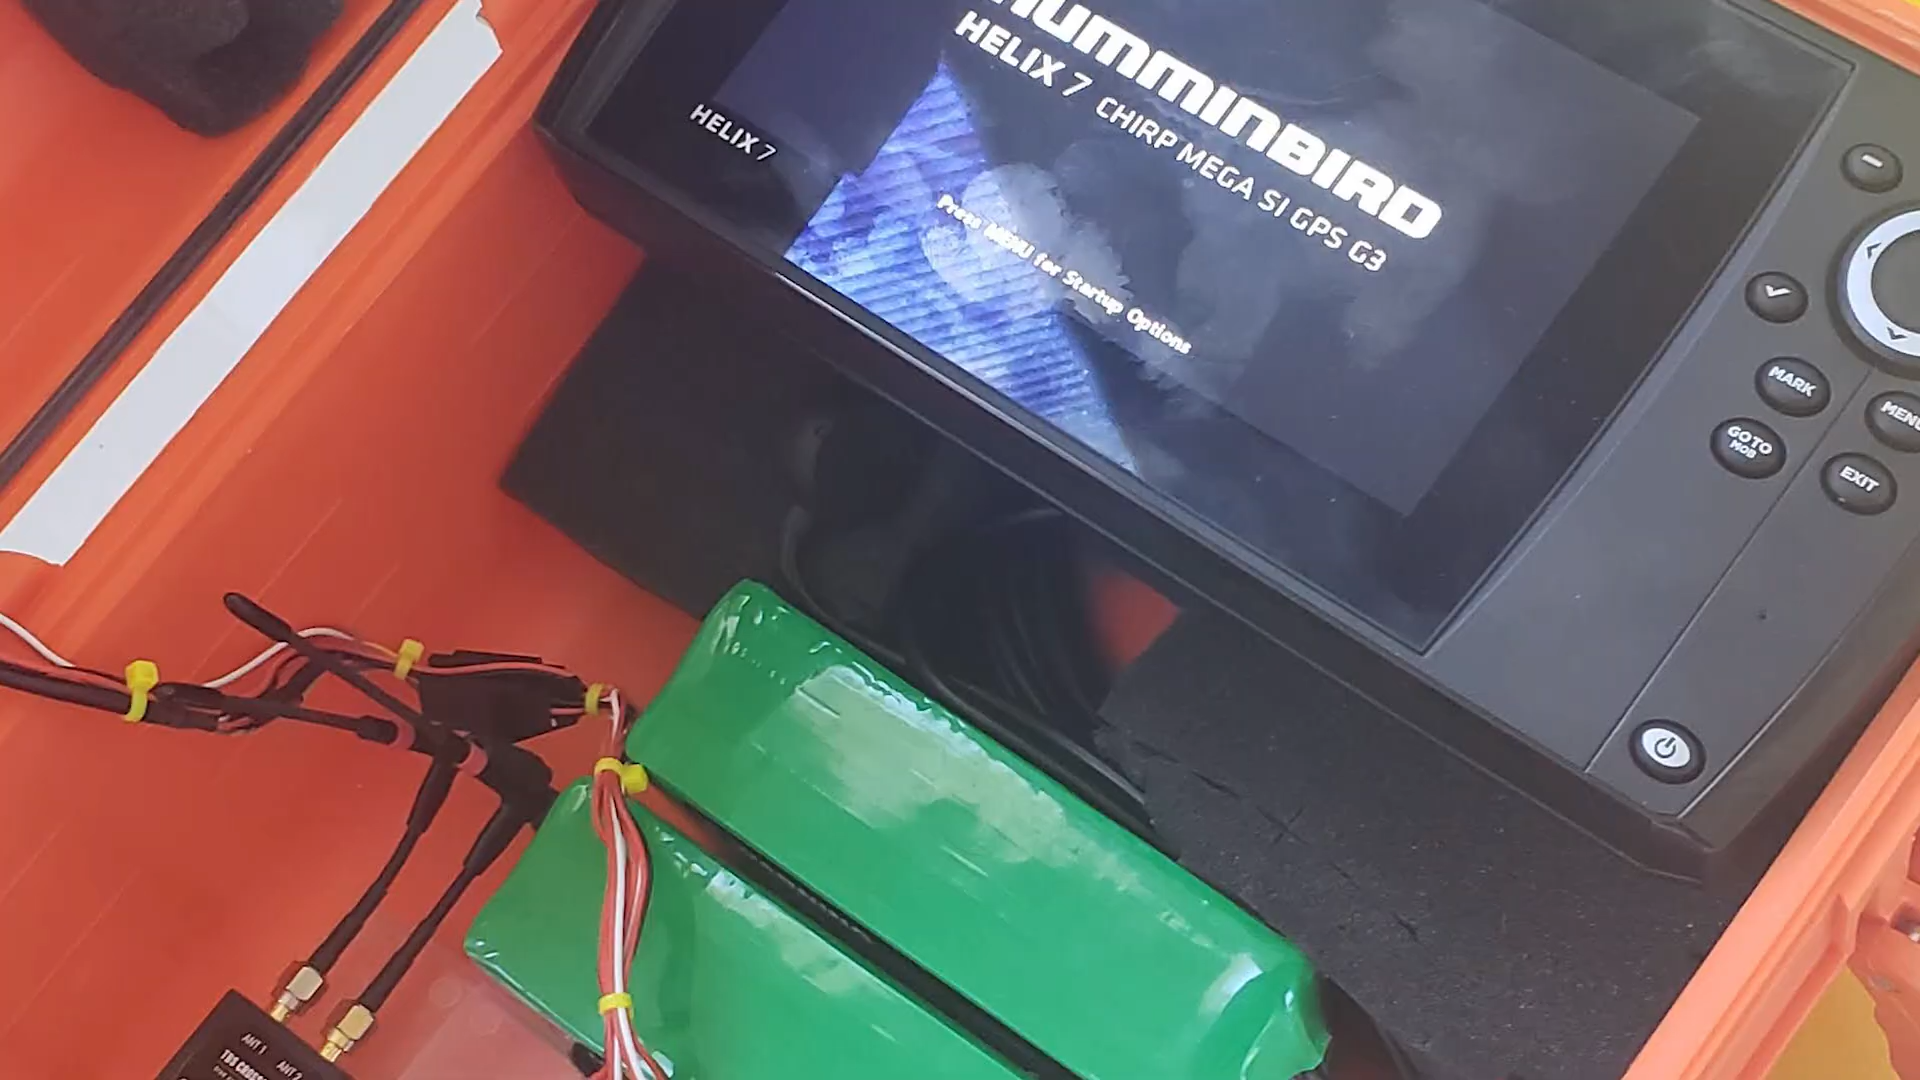 HUMMINBIRD
HELIX 7 CHIRP MEGA SI GPS G3
HELIX 7
Press MENU for Startup Options
MARK
MENU
GOTO
MOB
EXIT
ANT 1
ANT 2
TBS